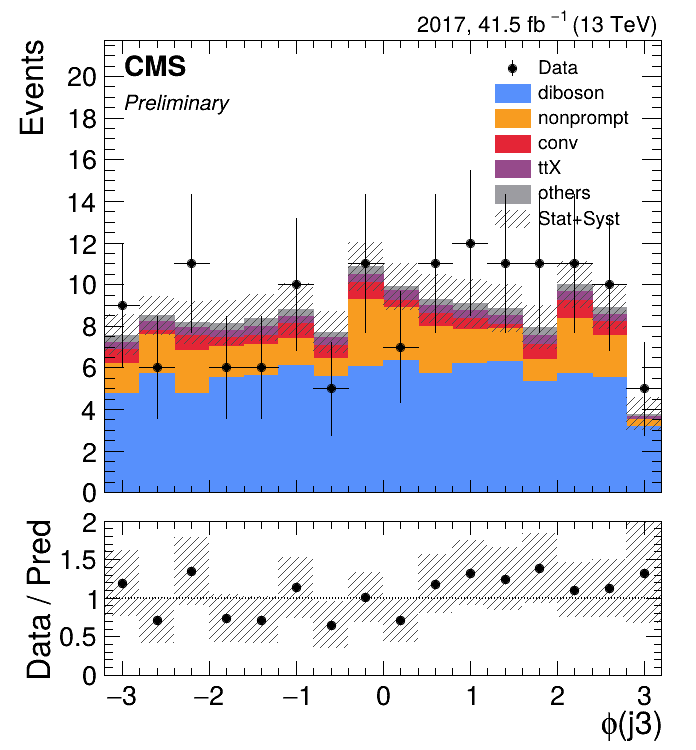 2017, 41.5 fb⁻¹ (13 TeV)
Events
CMS
Preliminary
Data
diboson
nonprompt
conv
ttX
others
Stat+Syst
20
18
16
14
12
10
8
6
4
2
0
Data / Pred
2
1.5
1
0.5
0
−3 −2 −1 0 1 2 3
ϕ(j3)